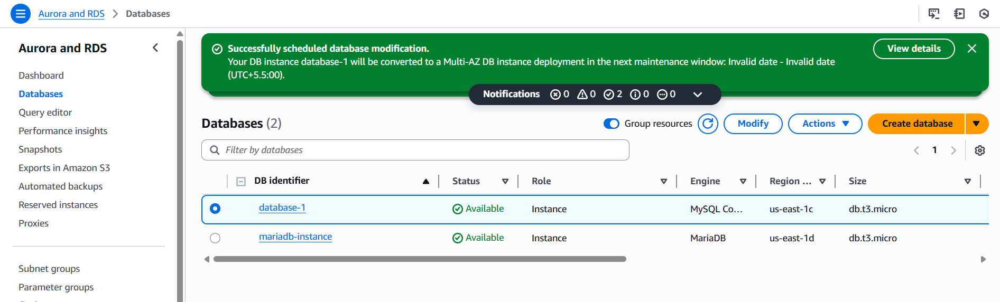 Aurora and RDS > Databases
Aurora and RDS
Dashboard
Databases
Query editor
Performance insights
Snapshots
Exports in Amazon S3
Automated backups
Reserved instances
Proxies
Subnet groups
Parameter groups
Successfully scheduled database modification.
Your DB instance database-1 will be converted to a Multi-AZ DB instance deployment in the next maintenance window: Invalid date - Invalid date
(UTC+5.5:00).
View details
Notifications 0 0 2 0 0
Databases (2)
Group resources
Modify
Actions
Create database
Filter by databases
1
DB identifier Status Role Engine Region ... Size
database-1 Available Instance MySQL Co... us-east-1c db.t3.micro
mariadb-instance Available Instance MariaDB us-east-1d db.t3.micro